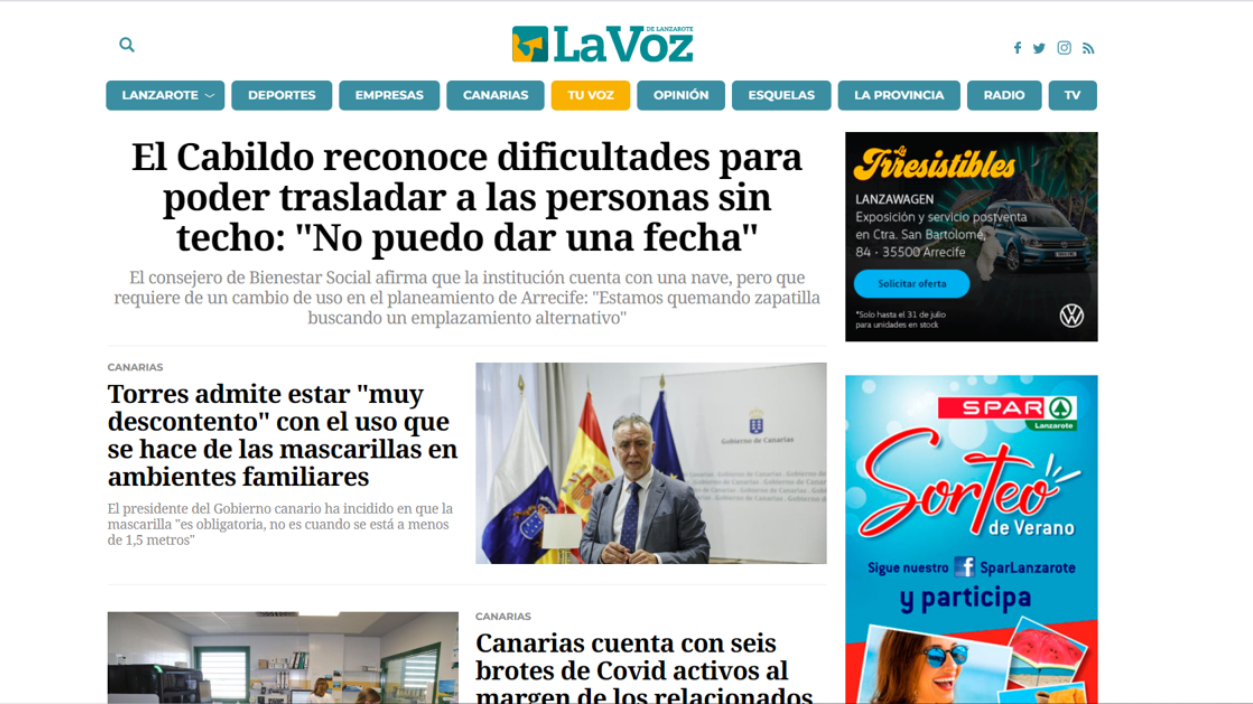 DE LANZAROTE
La Voz
LANZAROTE
DEPORTES
EMPRESAS
CANARIAS
TU VOZ
OPINIÓN
ESQUELAS
LA PROVINCIA
RADIO
TV
El Cabildo reconoce dificultades para
poder trasladar a las personas sin
techo: "No puedo dar una fecha"
El consejero de Bienestar Social afirma que la institución cuenta con una nave, pero que
requiere de un cambio de uso en el planeamiento de Arrecife: "Estamos quemando zapatilla
buscando un emplazamiento alternativo"
CANARIAS
Torres admite estar "muy
descontento" con el uso que
se hace de las mascarillas en
ambientes familiares
El presidente del Gobierno canario ha incidido en que la
mascarilla "es obligatoria, no es cuando se está a menos
de 1,5 metros"
Gobierno de Canarias
CANARIAS
Canarias cuenta con seis
brotes de Covid activos al
margen de los relacionados
Los
Irresistibles
LANZAWAGEN
Exposición y servicio postventa
en Ctra. San Bartolomé,
84 · 35500 Arrecife
Solicitar oferta
*Solo hasta el 31 de julio
para unidades en stock
SPAR
Lanzarote
Sorteo
de Verano
Sigue nuestro f SparLanzarote
y participa